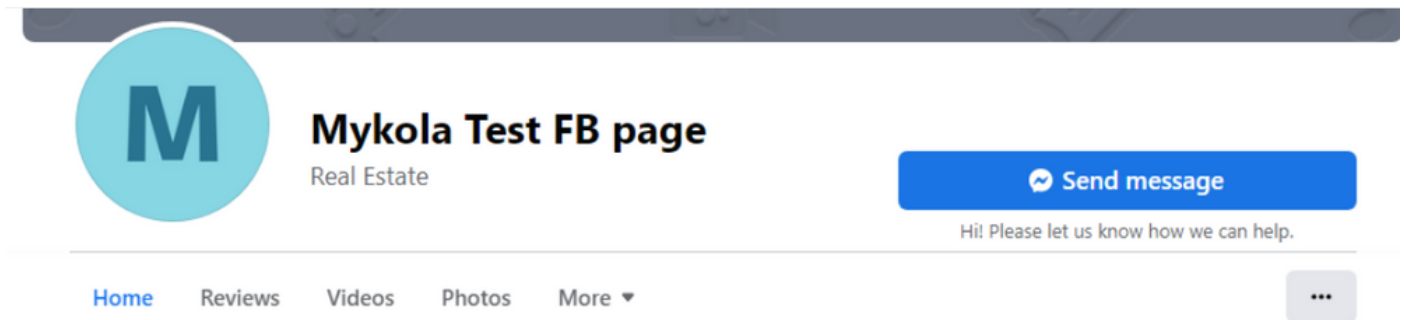 M
Mykola Test FB page
Real Estate
Send message
Hi! Please let us know how we can help.
Home Reviews Videos Photos More